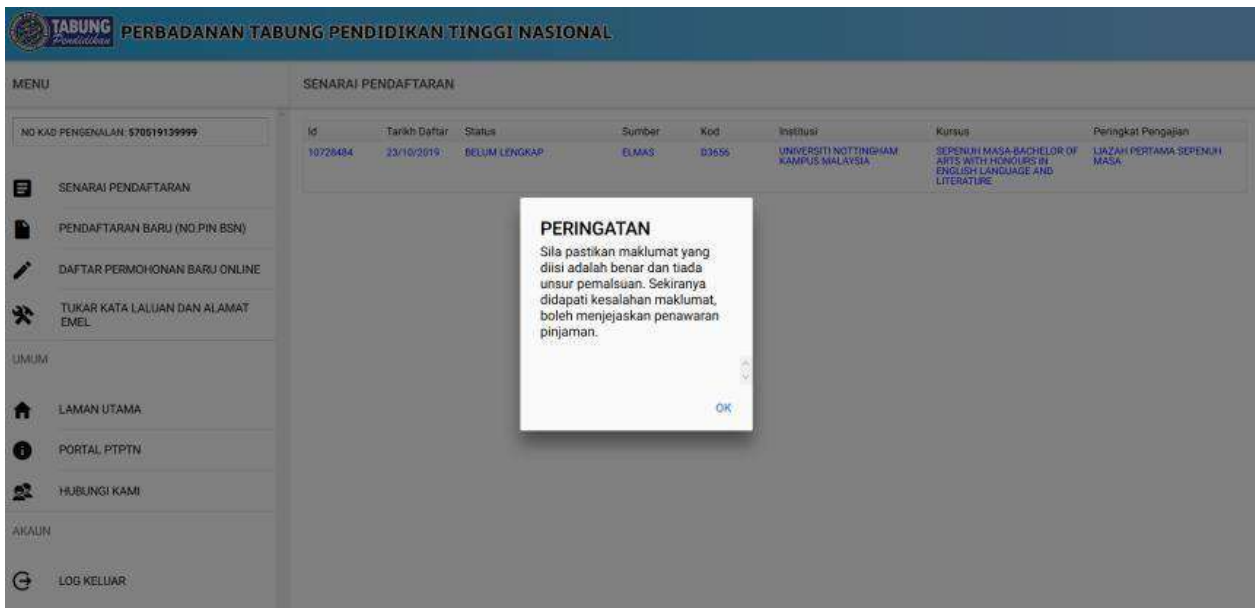 TABUNG
Pendidikan
PERBADANAN TABUNG PENDIDIKAN TINGGI NASIONAL
MENU
SENARAI PENDAFTARAN
NO KAD PENGENALAN: 570519139999
Id Tarikh Daftar Status Sumber Kod Institusi Kursus Peringkat Pengajian
10728484 23/10/2019 BELUM LENGKAP ELMAS D3656 UNIVERSITI NOTTINGHAM SEPENUH MASA-BACHELOR OF IJAZAH PERTAMA SEPENUH
KAMPUS MALAYSIA ARTS WITH HONOURS IN MASA
ENGLISH LANGUAGE AND
LITERATURE
SENARAI PENDAFTARAN
PENDAFTARAN BARU (NO.PIN BSN)
DAFTAR PERMOHONAN BARU ONLINE
TUKAR KATA LALUAN DAN ALAMAT
EMEL
UMUM
LAMAN UTAMA
PORTAL PTPTN
HUBUNGI KAMI
AKAUN
LOG KELUAR
PERINGATAN
Sila pastikan maklumat yang
diisi adalah benar dan tiada
unsur pemalsuan. Sekiranya
didapati kesalahan maklumat,
boleh menjejaskan penawaran
pinjaman.
OK